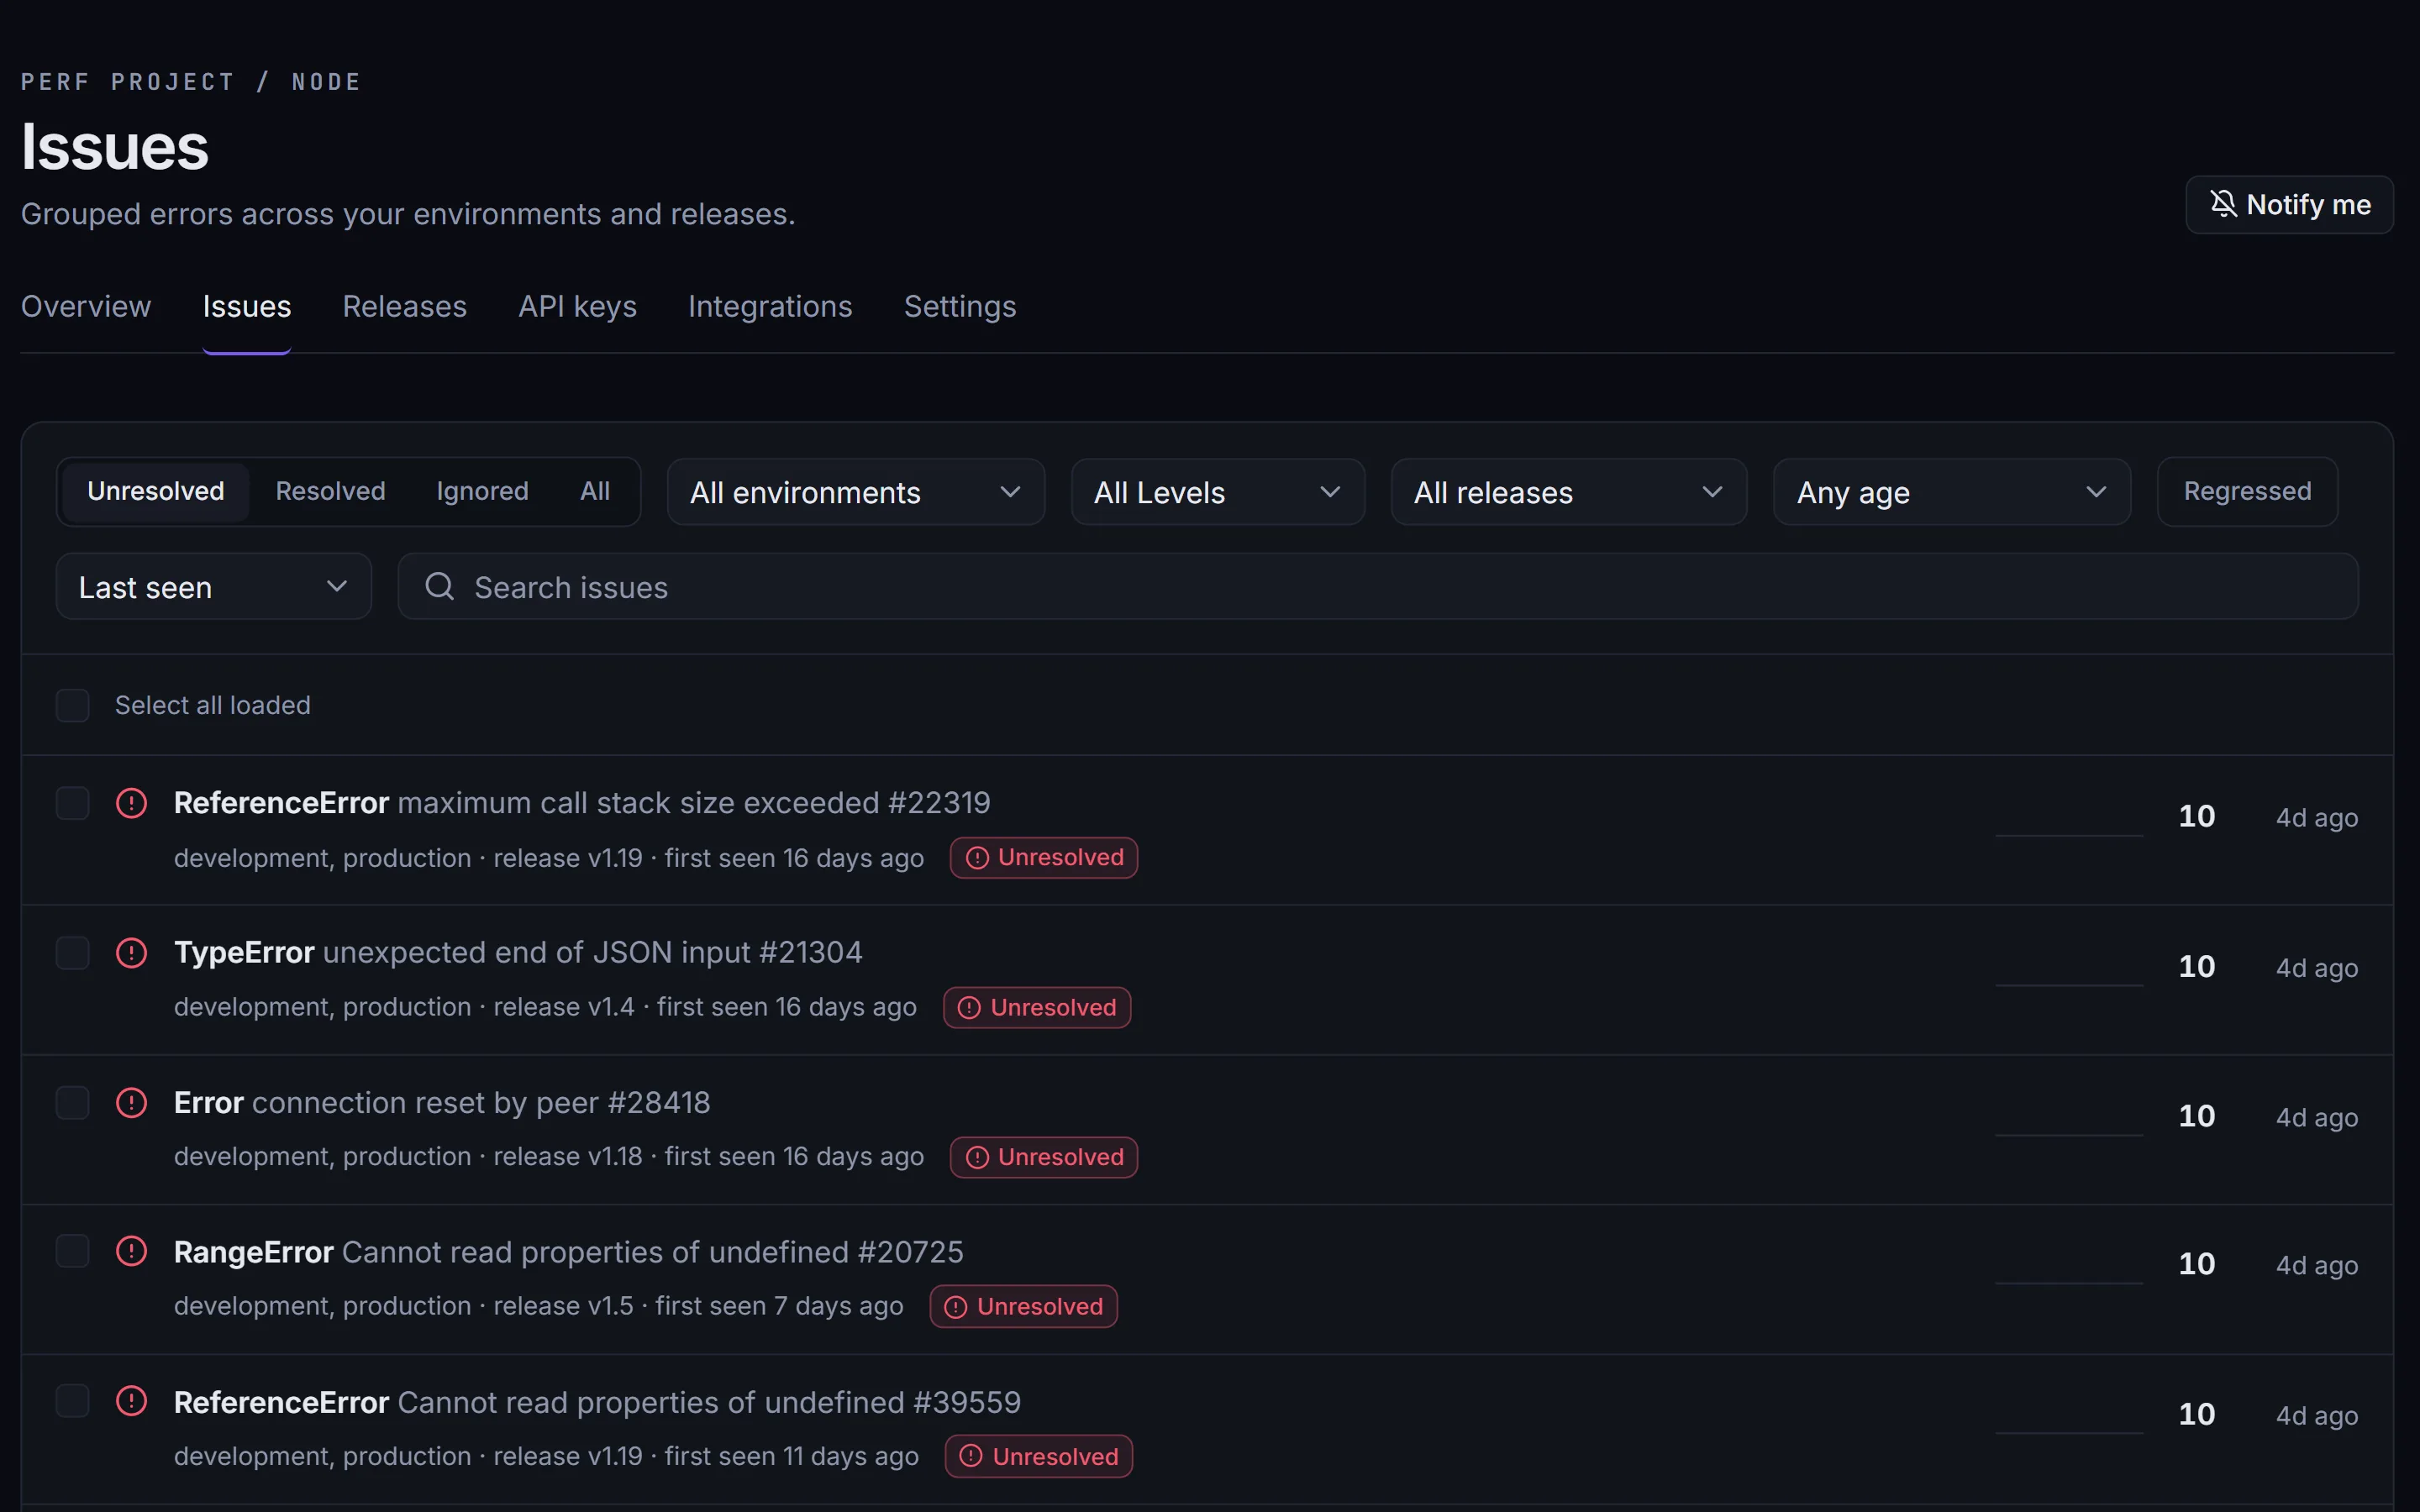 PERF PROJECT / NODE
Issues
Grouped errors across your environments and releases.
Notify me
Overview Issues Releases API keys Integrations Settings
Unresolved Resolved Ignored All All environments All Levels All releases Any age Regressed
Last seen Search issues
Select all loaded
ReferenceError maximum call stack size exceeded #22319
10 4d ago
development, production · release v1.19 · first seen 16 days ago Unresolved
TypeError unexpected end of JSON input #21304
10 4d ago
development, production · release v1.4 · first seen 16 days ago Unresolved
Error connection reset by peer #28418
10 4d ago
development, production · release v1.18 · first seen 16 days ago Unresolved
RangeError Cannot read properties of undefined #20725
10 4d ago
development, production · release v1.5 · first seen 7 days ago Unresolved
ReferenceError Cannot read properties of undefined #39559
10 4d ago
development, production · release v1.19 · first seen 11 days ago Unresolved